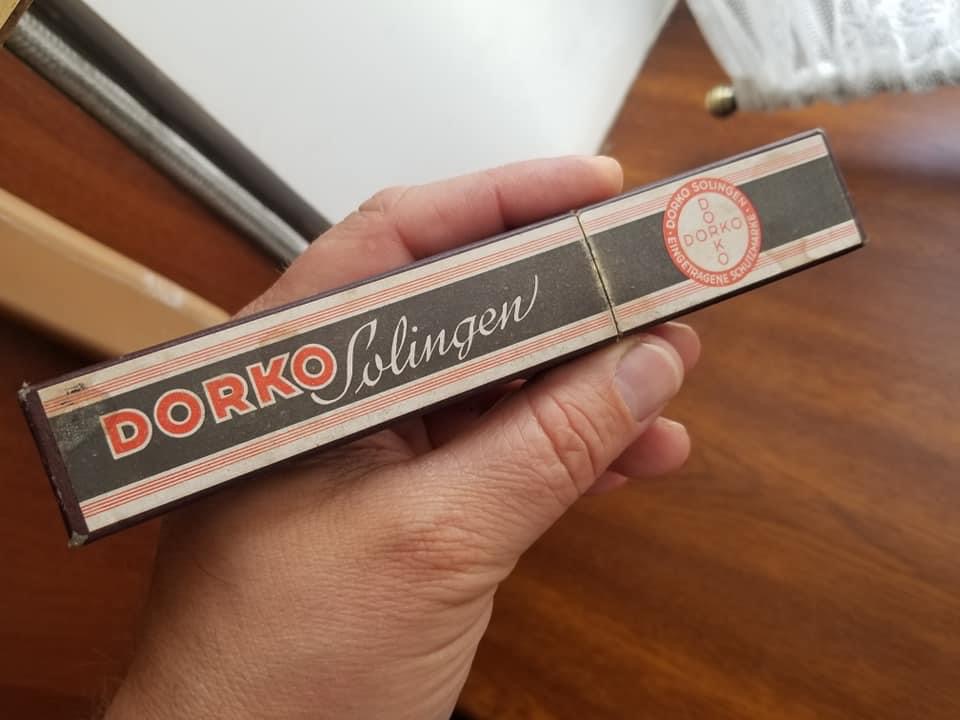 DORKO Solingen
DORKO SOLINGEN · EINGETRAGENE SCHUTZMARKE ·
DORKO
DORKO